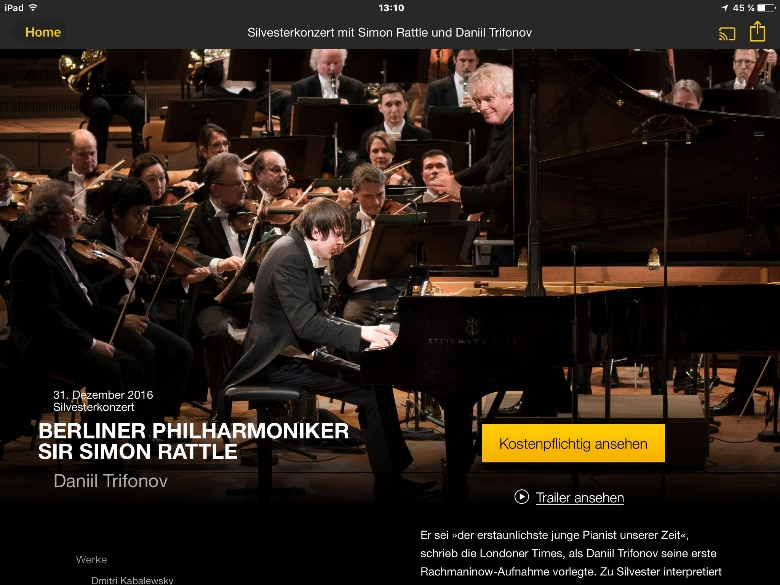 iPad 13:10 45 %
Home Silvesterkonzert mit Simon Rattle und Daniil Trifonov
STEINWAY & SONS
31. Dezember 2016
Silvesterkonzert
BERLINER PHILHARMONIKER
SIR SIMON RATTLE
Daniil Trifonov
Kostenpflichtig ansehen
Trailer ansehen
Er sei »der erstaunlichste junge Pianist unserer Zeit«,
schrieb die Londoner Times, als Daniil Trifonov seine erste
Rachmaninow-Aufnahme vorlegte. Zu Silvester interpretiert
Werke
Dmitri Kabalewsky